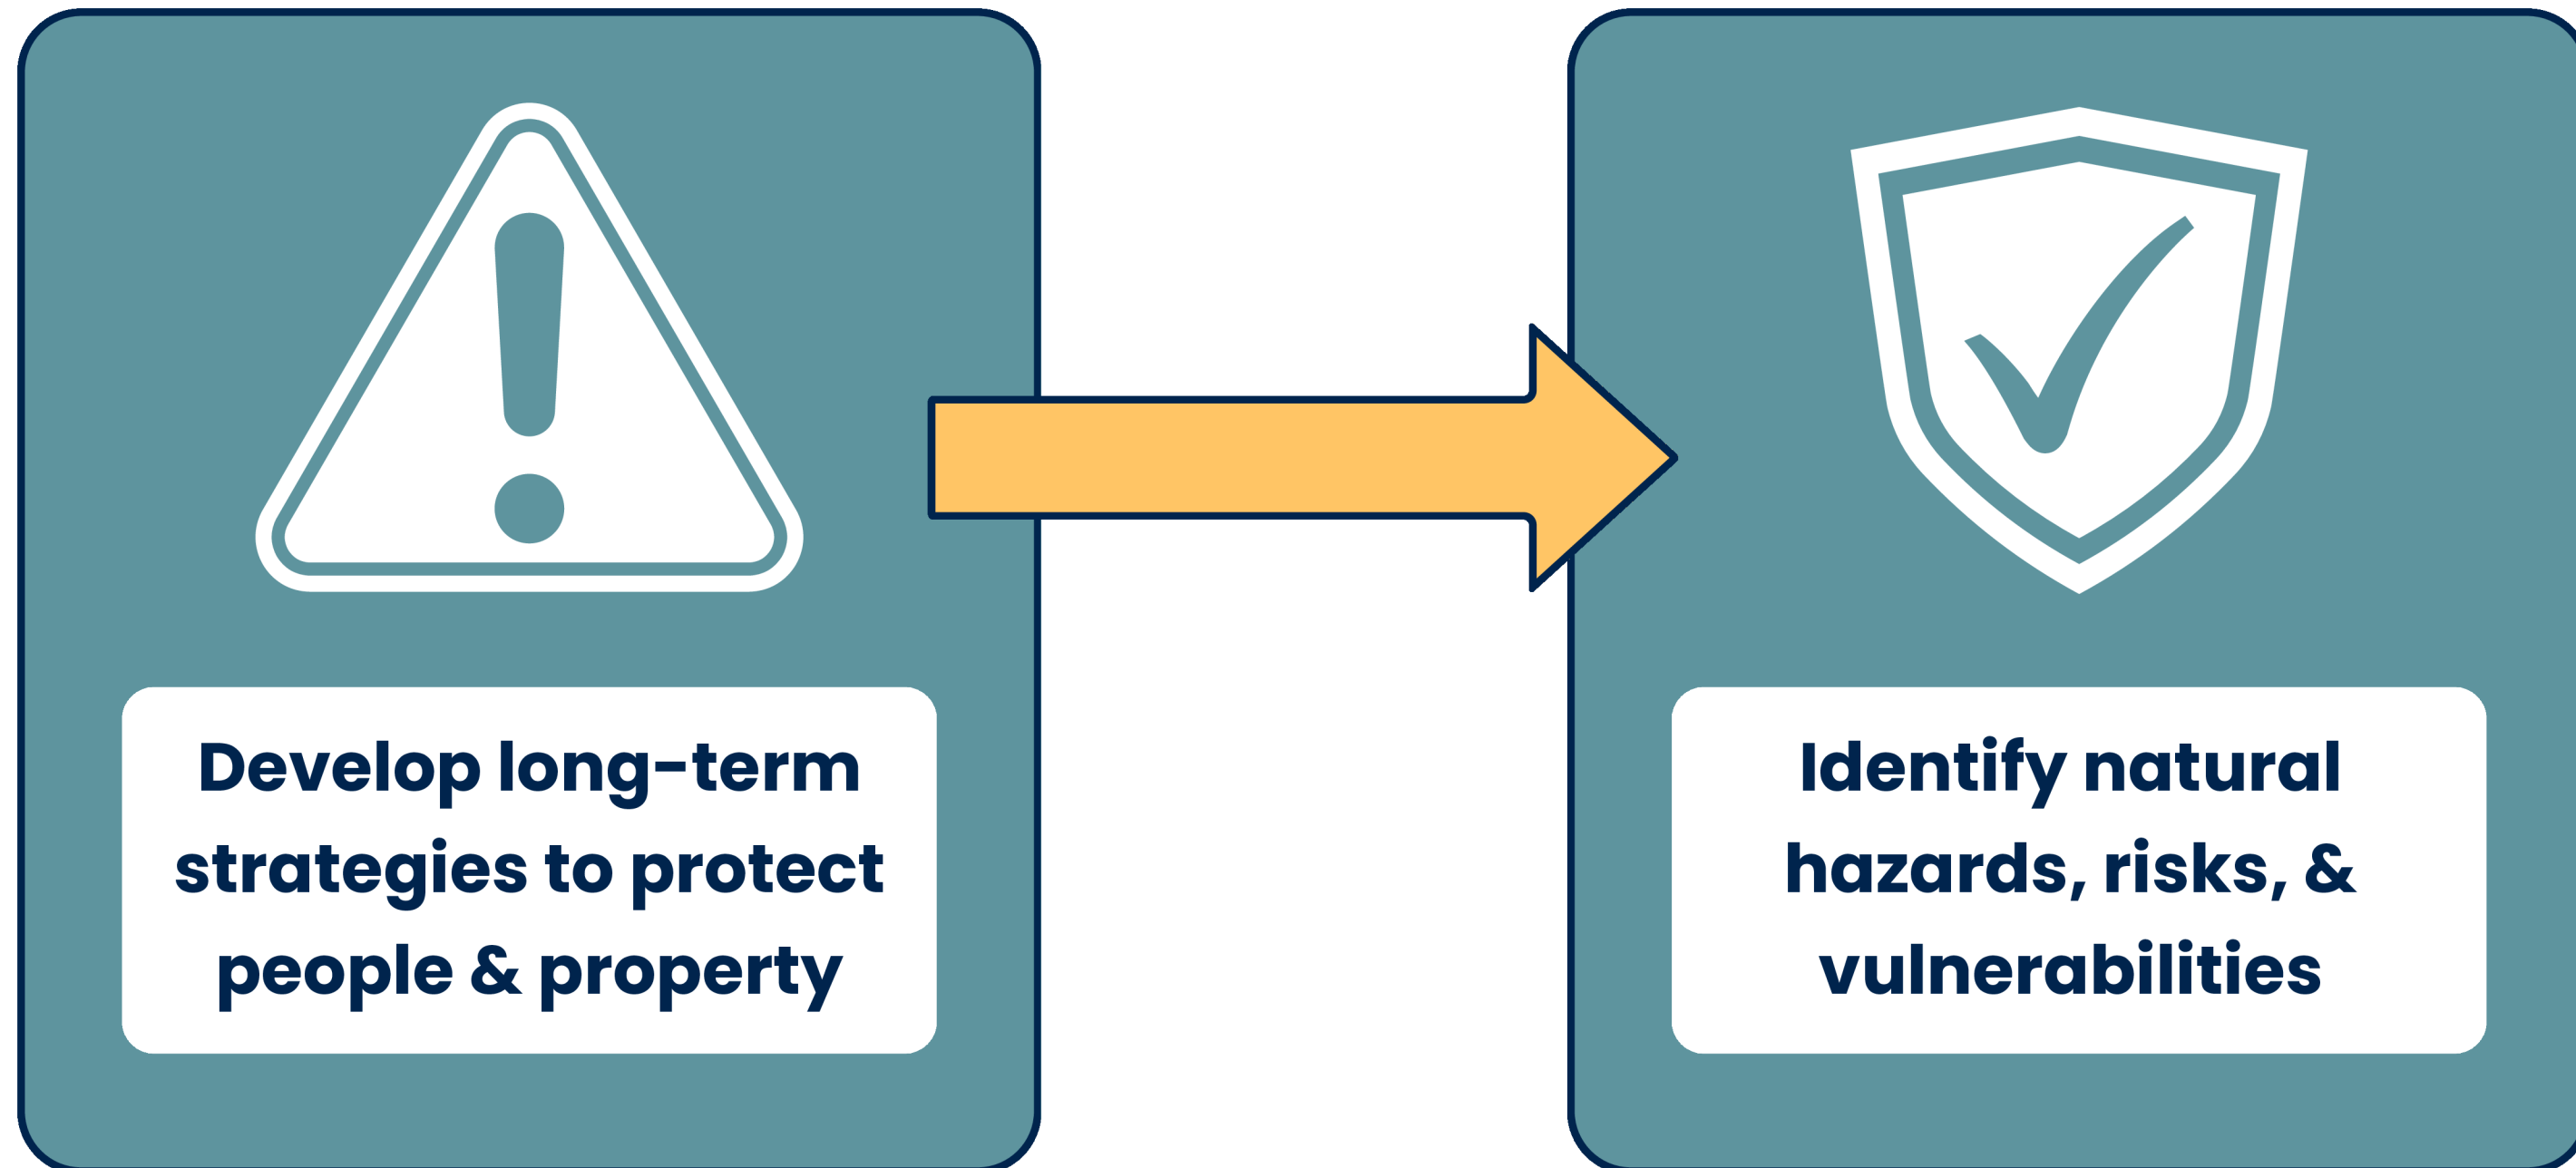 Develop long-term
strategies to protect
people & property
Identify natural
hazards, risks, &
vulnerabilities